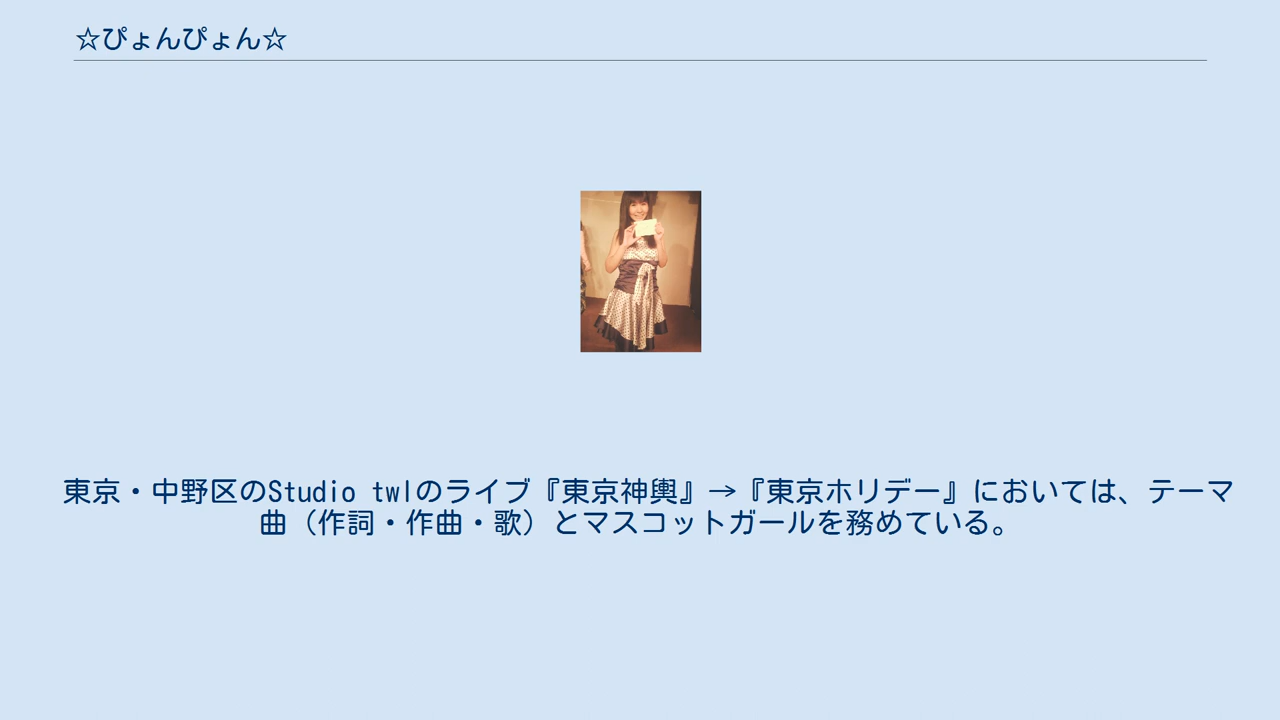 ☆ぴょんぴょん☆
東京・中野区のStudio twlのライブ『東京神輿』→『東京ホリデー』においては、テーマ
曲（作詞・作曲・歌）とマスコットガールを務めている。